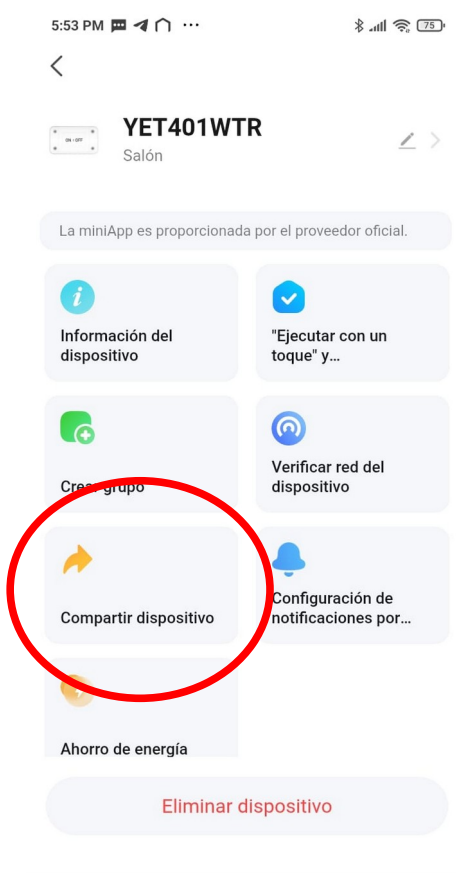 5:53 PM ···
75
YET401WTR
ON - OFF
Salón
La miniApp es proporcionada por el proveedor oficial.
Información del
dispositivo
"Ejecutar con un
toque" y...
Crear grupo
Verificar red del
dispositivo
Compartir dispositivo
Configuración de
notificaciones por...
Ahorro de energía
Eliminar dispositivo